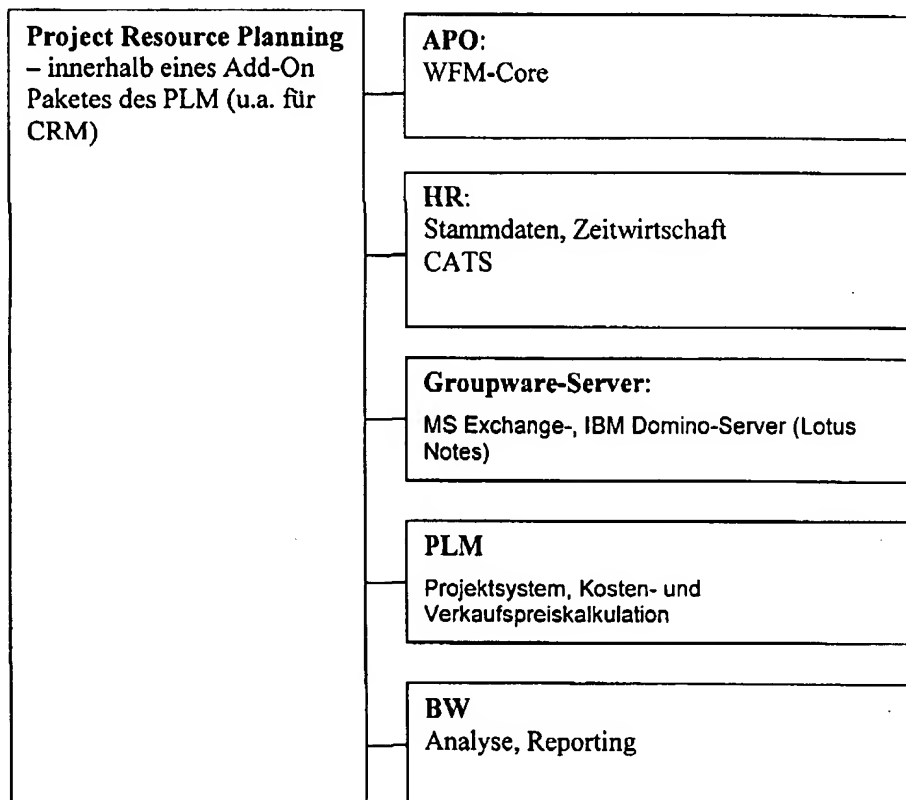 Project Resource Planning
– innerhalb eines Add-On
Paketes des PLM (u.a. für
CRM)
APO:
WFM-Core
HR:
Stammdaten, Zeitwirtschaft
CATS
Groupware-Server:
MS Exchange-, IBM Domino-Server (Lotus
Notes)
PLM
Projektsystem, Kosten- und
Verkaufspreiskalkulation
BW
Analyse, Reporting